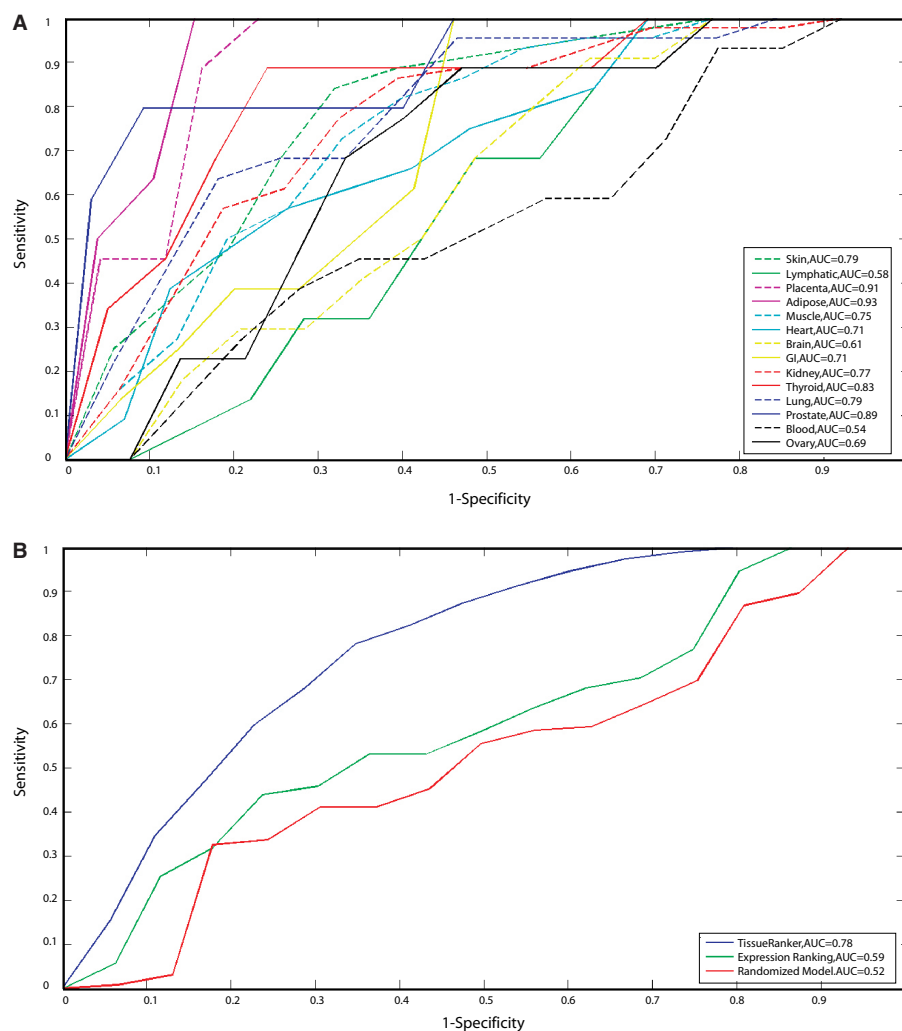 A
1
0.9
0.8
0.7
0.6
0.5
0.4
0.3
0.2
0.1
0
Sensitivity
0 0.1 0.2 0.3 0.4 0.5 0.6 0.7 0.8 0.9
1-Specificity
Skin,AUC=0.79
Lymphatic,AUC=0.58
Placenta,AUC=0.91
Adipose,AUC=0.93
Muscle,AUC=0.75
Heart,AUC=0.71
Brain,AUC=0.61
GI,AUC=0.71
Kidney,AUC=0.77
Thyroid,AUC=0.83
Lung,AUC=0.79
Prostate,AUC=0.89
Blood,AUC=0.54
Ovary,AUC=0.69
B
1
0.9
0.8
0.7
0.6
0.5
0.4
0.3
0.2
0.1
0
Sensitivity
0 0.1 0.2 0.3 0.4 0.5 0.6 0.7 0.8 0.9
1-Specificity
TissueRanker,AUC=0.78
Expression Ranking,AUC=0.59
Randomized Model.AUC=0.52